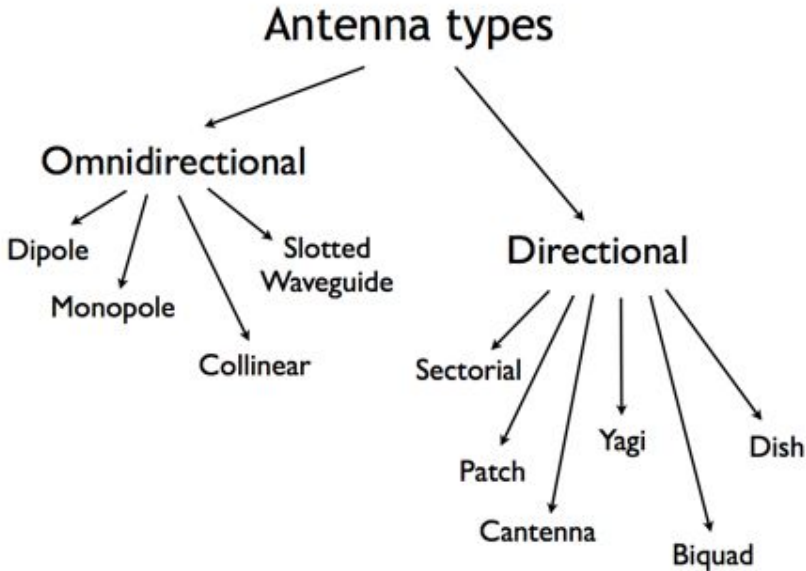 Antenna types
Omnidirectional
Dipole
Monopole
Collinear
Slotted
Waveguide
Directional
Sectorial
Patch
Cantenna
Yagi
Biquad
Dish